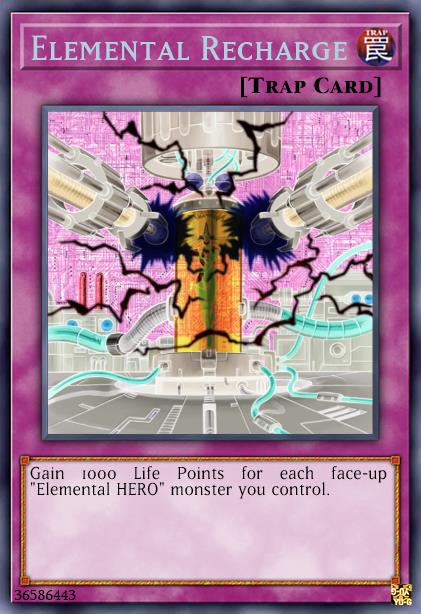 Elemental Recharge
TRAP
罠
[Trap Card]
Gain 1000 Life Points for each face-up
"Elemental HERO" monster you control.
36586443